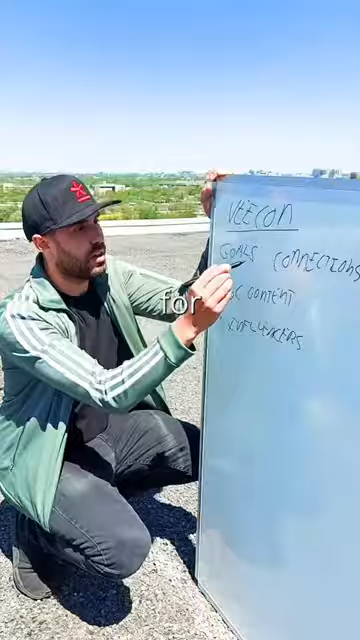 VEECON
GOALS CONNECTIONS
CONTENT
for
INFLUENCERS